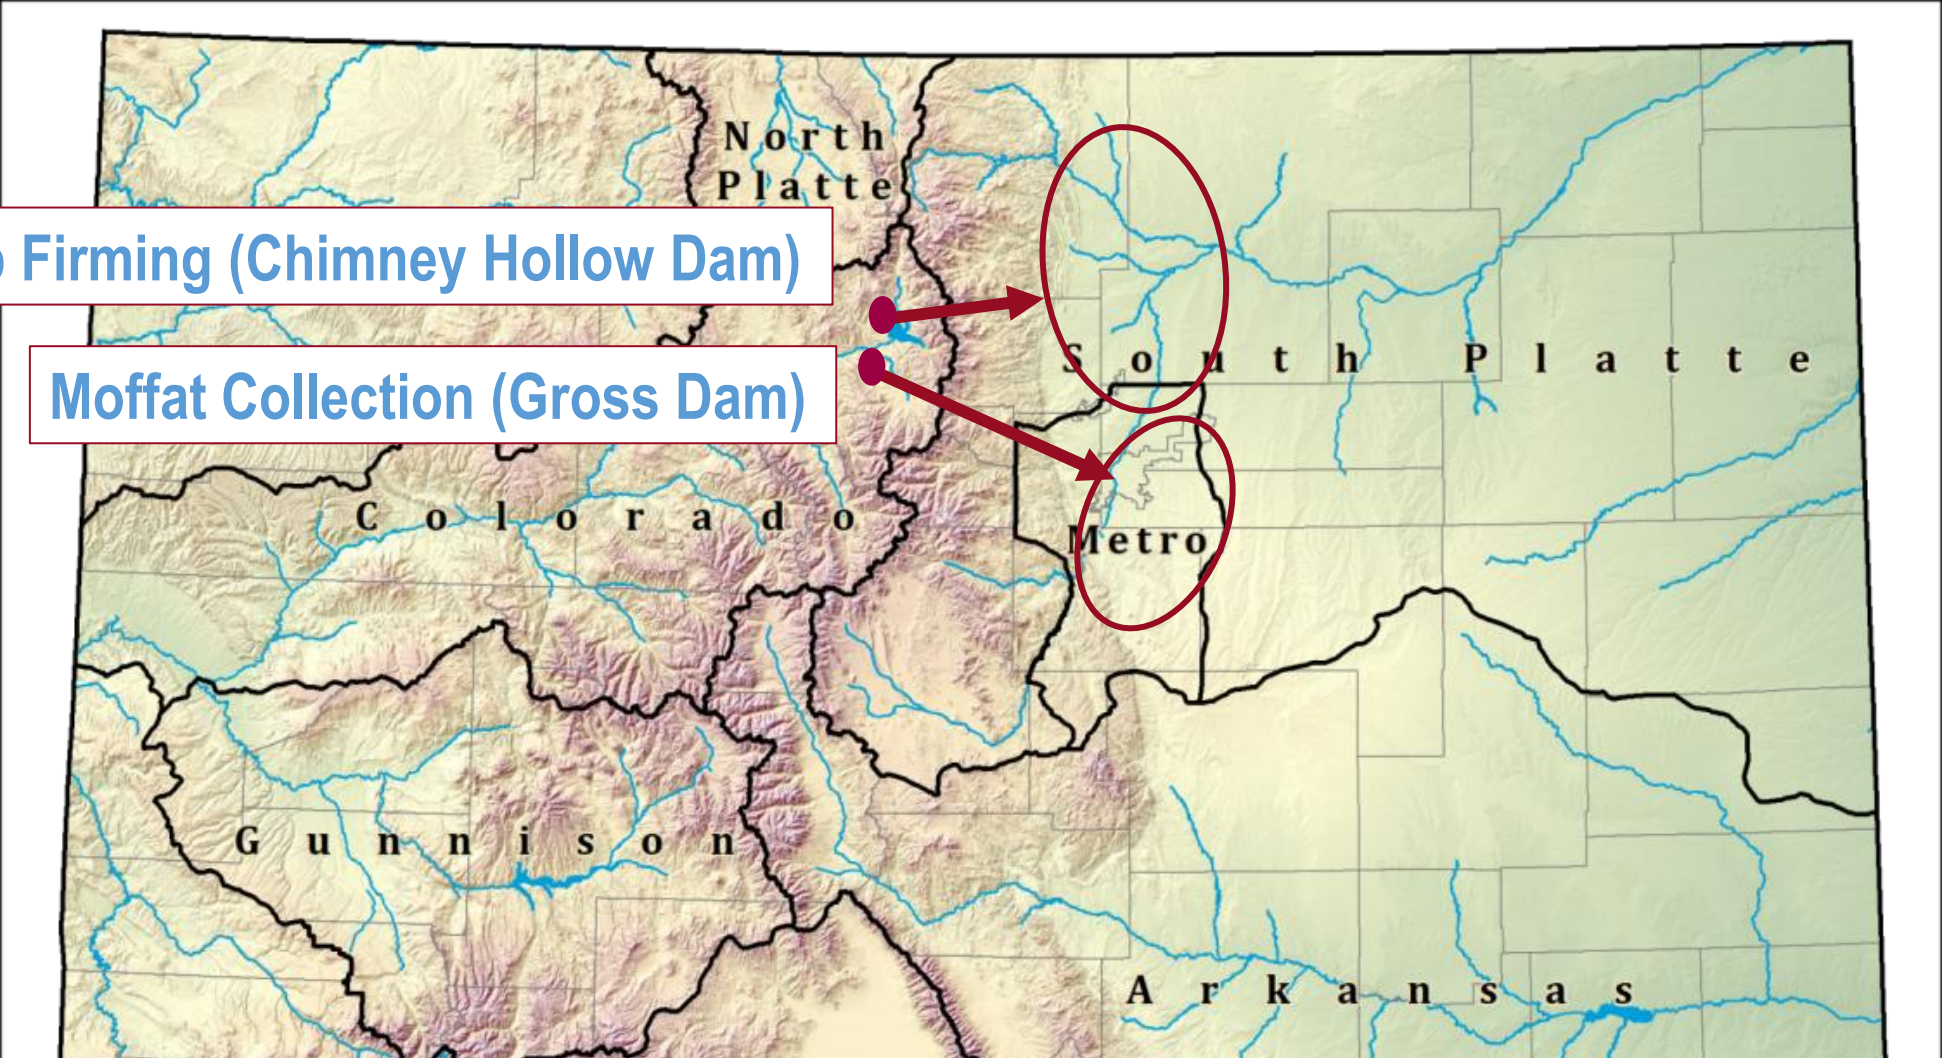 North
Platte
Firming (Chimney Hollow Dam)
South Platte
Moffat Collection (Gross Dam)
Colorado
Metro
Gunnison
Arkansas